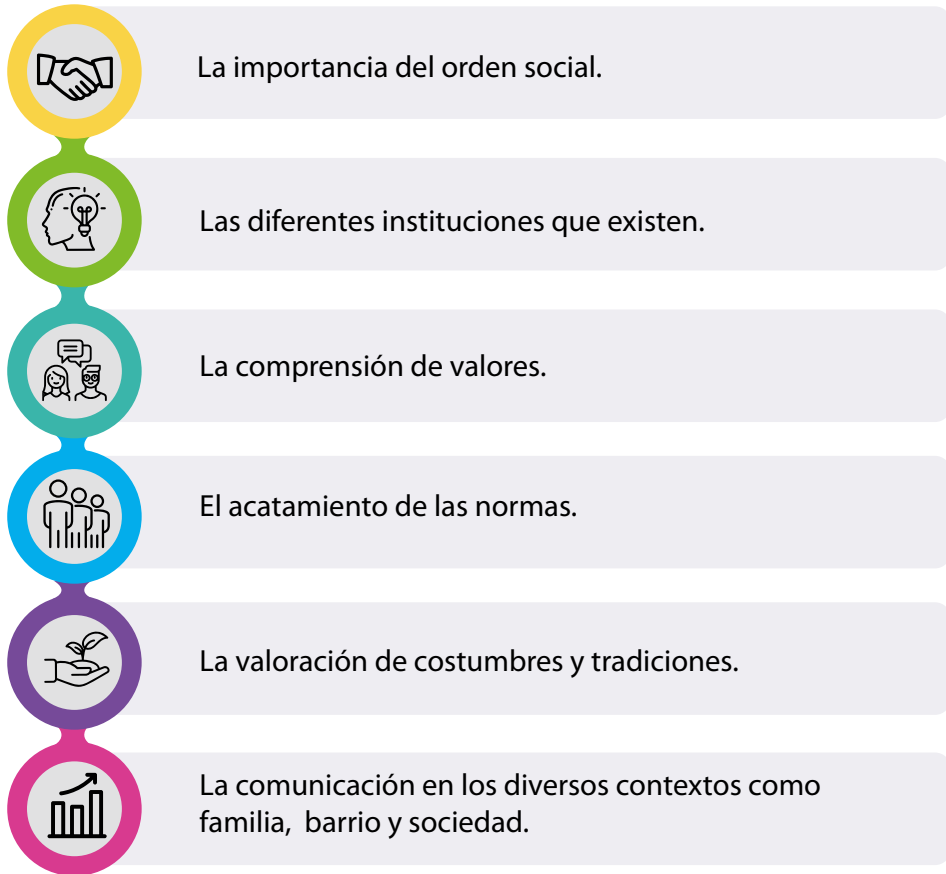 La importancia del orden social.
Las diferentes instituciones que existen.
La comprensión de valores.
El acatamiento de las normas.
La valoración de costumbres y tradiciones.
La comunicación en los diversos contextos como
familia, barrio y sociedad.